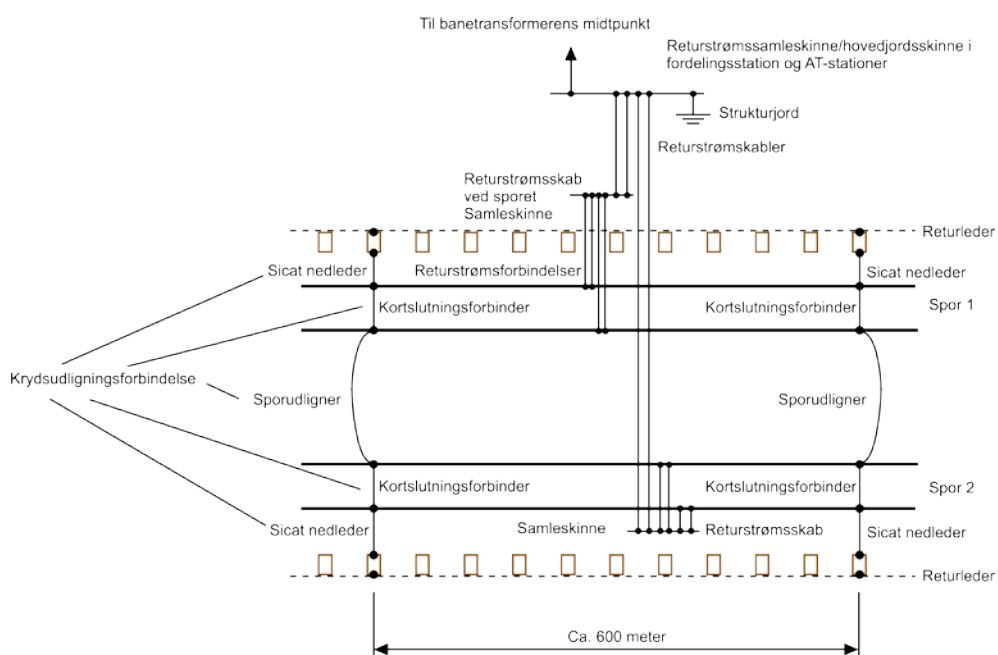 Til banetransformerens midtpunkt
Returstrømssamleskinne/hovedjordsskinne i
fordelingsstation og AT-stationer
Strukturjord
Returstrømskabler
Returstrømsskab
ved sporet
Samleskinne
Returleder
Sicat nedleder
Returstrømsforbindelser
Sicat nedleder
Kortslutningsforbinder
Kortslutningsforbinder
Spor 1
Krydsudligningsforbindelse
Sporudligner
Sporudligner
Kortslutningsforbinder
Kortslutningsforbinder
Spor 2
Sicat nedleder
Samleskinne
Returstrømsskab
Sicat nedleder
Returleder
Ca. 600 meter